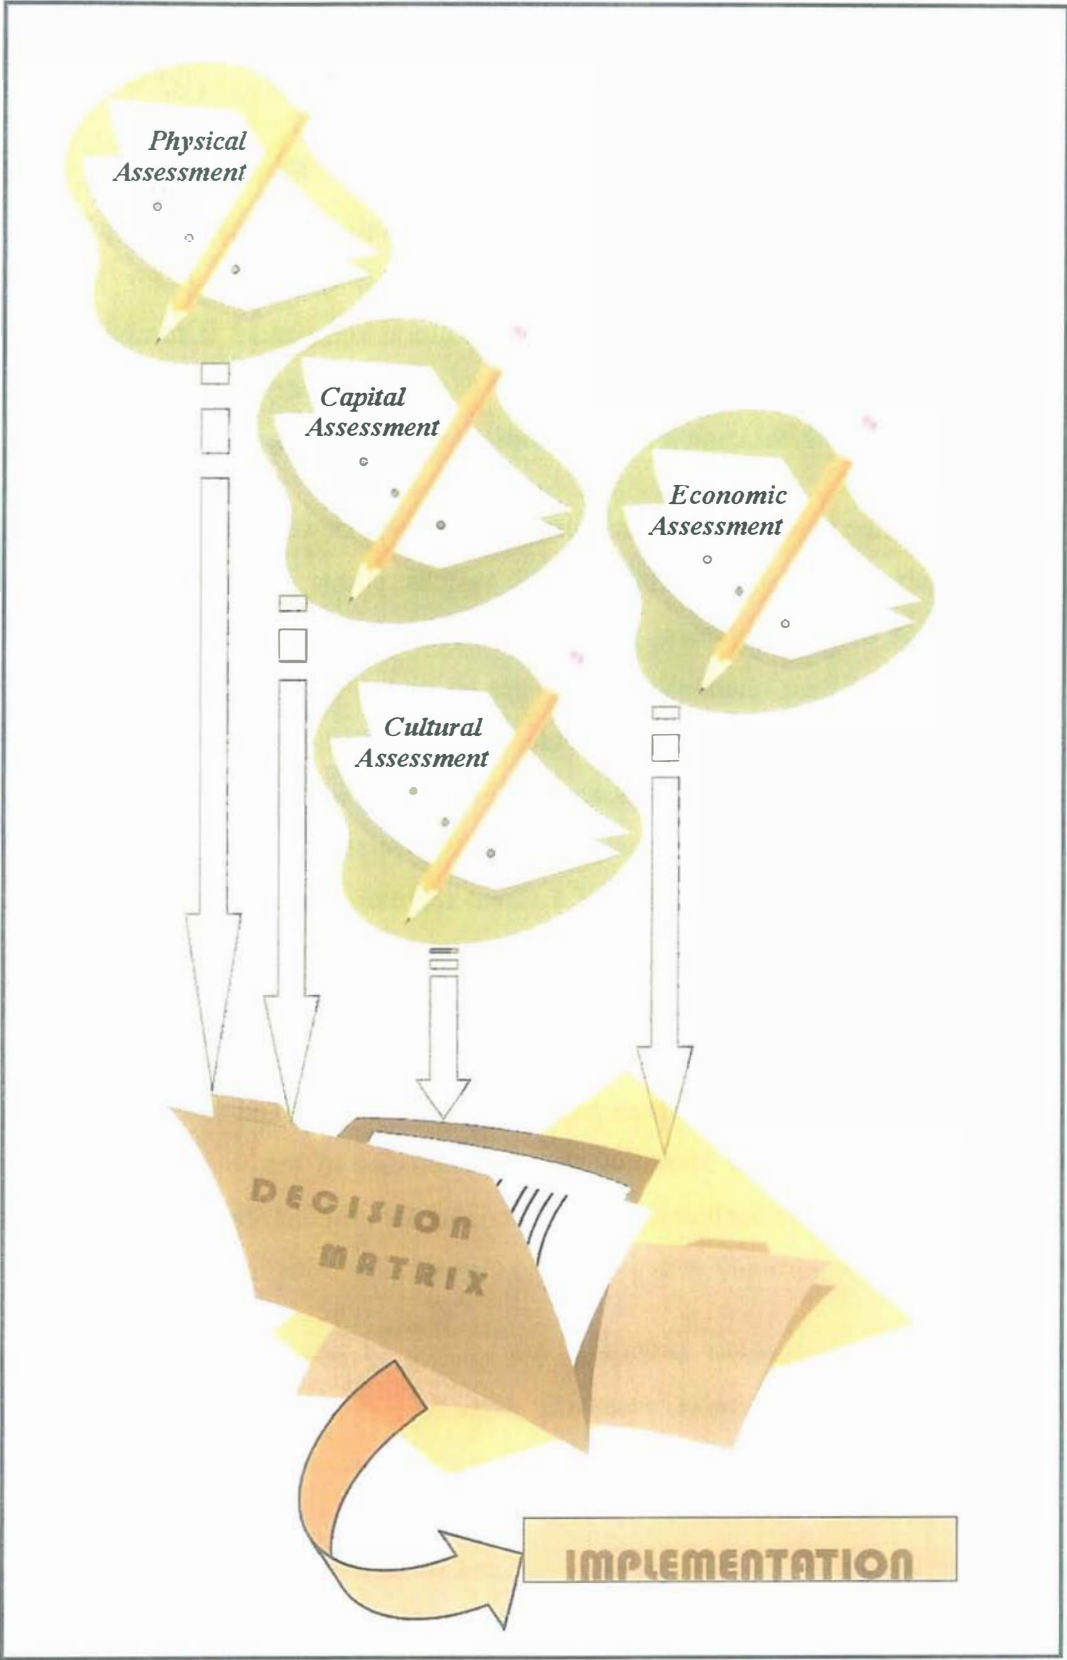 Physical
Assessment
Capital
Assessment
Economic
Assessment
Cultural
Assessment
DECISION
MATRIX
IMPLEMENTATION